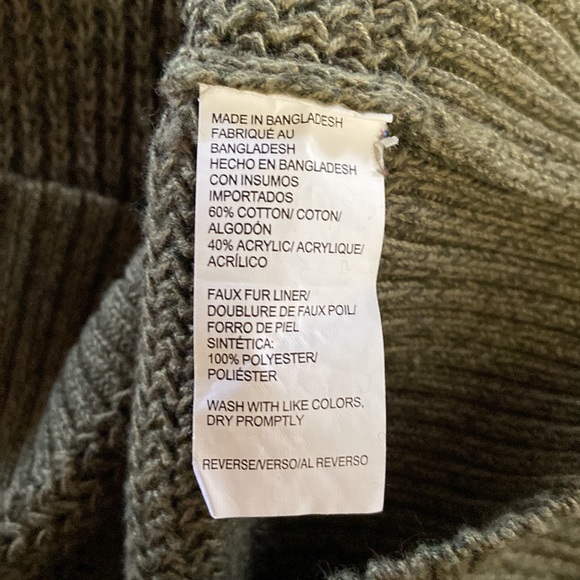 MADE IN BANGLADESH
FABRIQUÉ AU
BANGLADESH
HECHO EN BANGLADESH
CON INSUMOS
IMPORTADOS
60% COTTON/ COTON/
ALGODÓN
40% ACRYLIC/ ACRYLIQUE/
ACRÍLICO
FAUX FUR LINER/
DOUBLURE DE FAUX POIL/
FORRO DE PIEL
SINTÉTICA:
100% POLYESTER/
POLIÉSTER
WASH WITH LIKE COLORS,
DRY PROMPTLY
REVERSE/VERSO/AL REVERSO